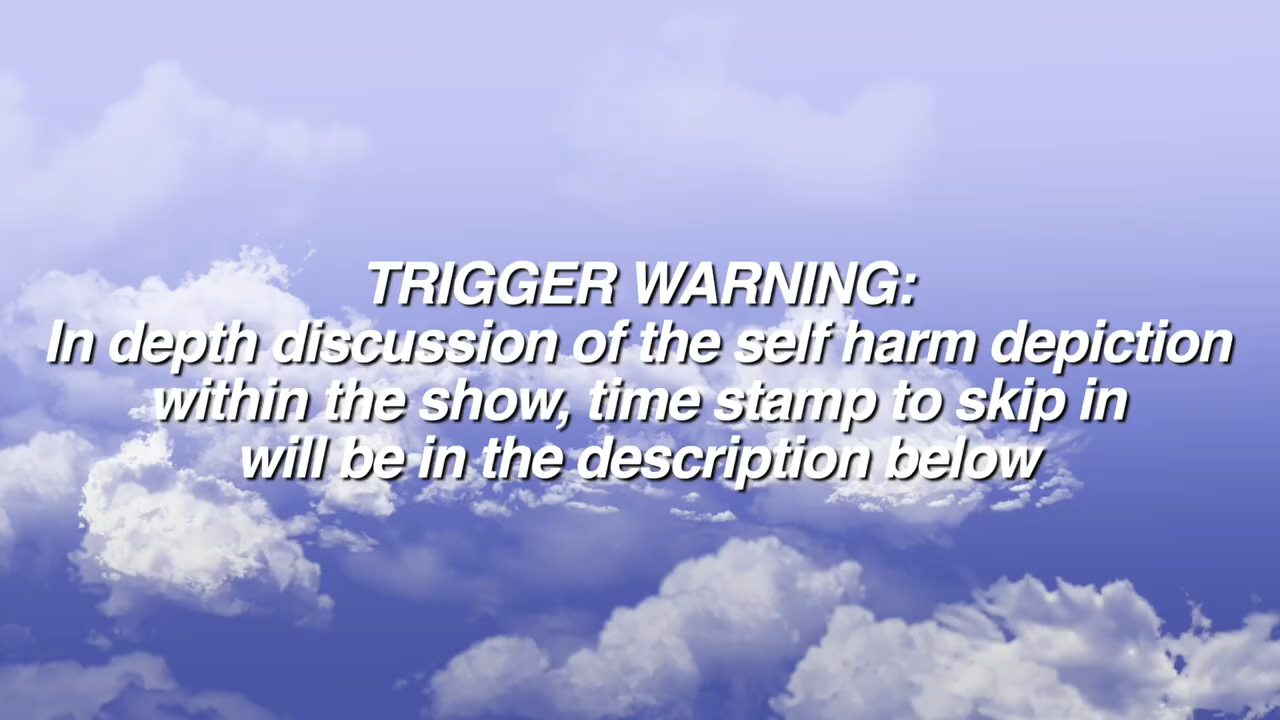 TRIGGER WARNING:
In depth discussion of the self harm depiction
within the show, time stamp to skip in
will be in the description below